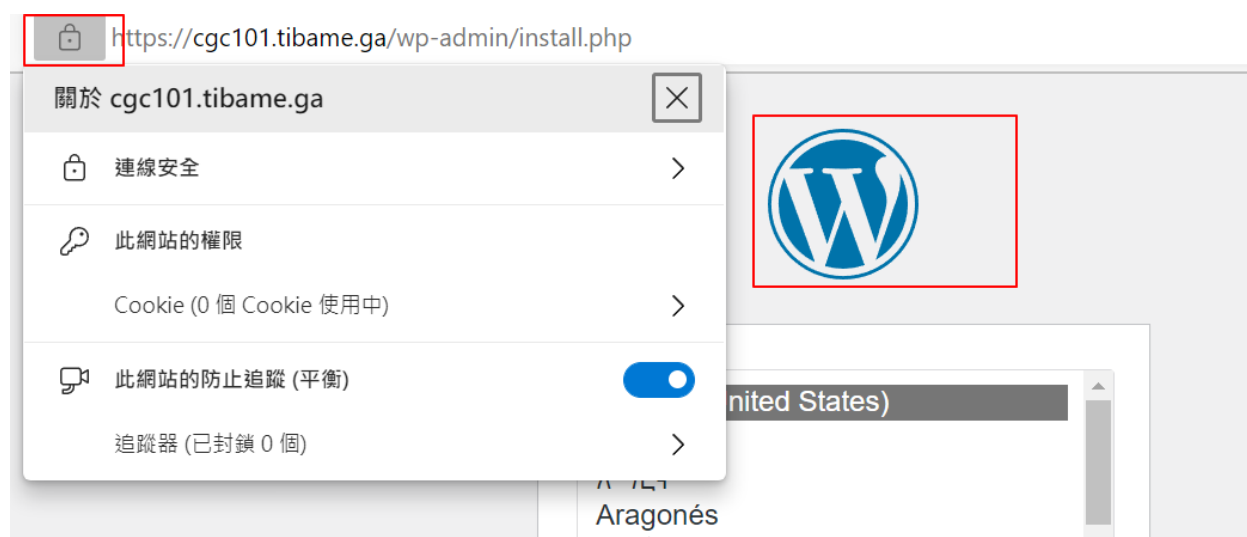 https://cgc101.tibame.ga/wp-admin/install.php
關於 cgc101.tibame.ga
連線安全
此網站的權限
Cookie (0 個 Cookie 使用中)
此網站的防止追蹤 (平衡)
nited States)
追蹤器 (已封鎖 0 個)
Aragonés